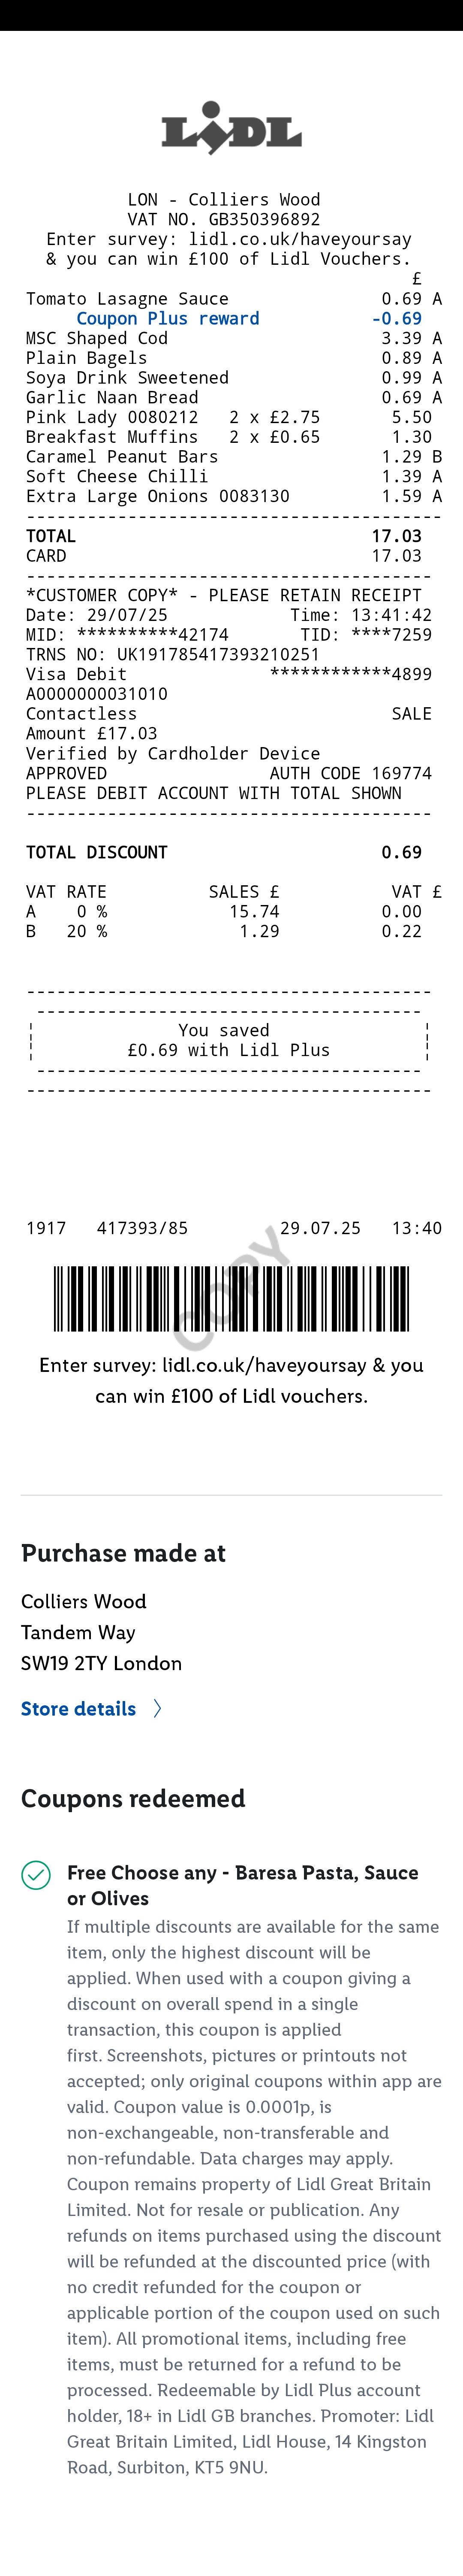 LiDL
LON - Colliers Wood
VAT NO. GB350396892
Enter survey: lidl.co.uk/haveyoursay
& you can win £100 of Lidl Vouchers.
£
Tomato Lasagne Sauce 0.69 A
Coupon Plus reward -0.69
MSC Shaped Cod 3.39 A
Plain Bagels 0.89 A
Soya Drink Sweetened 0.99 A
Garlic Naan Bread 0.69 A
Pink Lady 0080212 2 x £2.75 5.50
Breakfast Muffins 2 x £0.65 1.30
Caramel Peanut Bars 1.29 B
Soft Cheese Chilli 1.39 A
Extra Large Onions 0083130 1.59 A
-----------------------------------------
TOTAL 17.03
CARD 17.03
----------------------------------------
*CUSTOMER COPY* - PLEASE RETAIN RECEIPT
Date: 29/07/25 Time: 13:41:42
MID: **********42174 TID: ****7259
TRNS NO: UK191785417393210251
Visa Debit ************4899
A0000000031010
Contactless SALE
Amount £17.03
Verified by Cardholder Device
APPROVED AUTH CODE 169774
PLEASE DEBIT ACCOUNT WITH TOTAL SHOWN
----------------------------------------
TOTAL DISCOUNT 0.69
VAT RATE SALES £ VAT £
A 0 % 15.74 0.00
B 20 % 1.29 0.22
----------------------------------------
--------------------------------------
You saved
£0.69 with Lidl Plus
--------------------------------------
----------------------------------------
1917 417393/85 29.07.25 13:40
COPY
Enter survey: lidl.co.uk/haveyoursay & you
can win £100 of Lidl vouchers.
Purchase made at
Colliers Wood
Tandem Way
SW19 2TY London
Store details
Coupons redeemed
Free Choose any - Baresa Pasta, Sauce
or Olives
If multiple discounts are available for the same
item, only the highest discount will be
applied. When used with a coupon giving a
discount on overall spend in a single
transaction, this coupon is applied
first. Screenshots, pictures or printouts not
accepted; only original coupons within app are
valid. Coupon value is 0.0001p, is
non-exchangeable, non-transferable and
non-refundable. Data charges may apply.
Coupon remains property of Lidl Great Britain
Limited. Not for resale or publication. Any
refunds on items purchased using the discount
will be refunded at the discounted price (with
no credit refunded for the coupon or
applicable portion of the coupon used on such
item). All promotional items, including free
items, must be returned for a refund to be
processed. Redeemable by Lidl Plus account
holder, 18+ in Lidl GB branches. Promoter: Lidl
Great Britain Limited, Lidl House, 14 Kingston
Road, Surbiton, KT5 9NU.